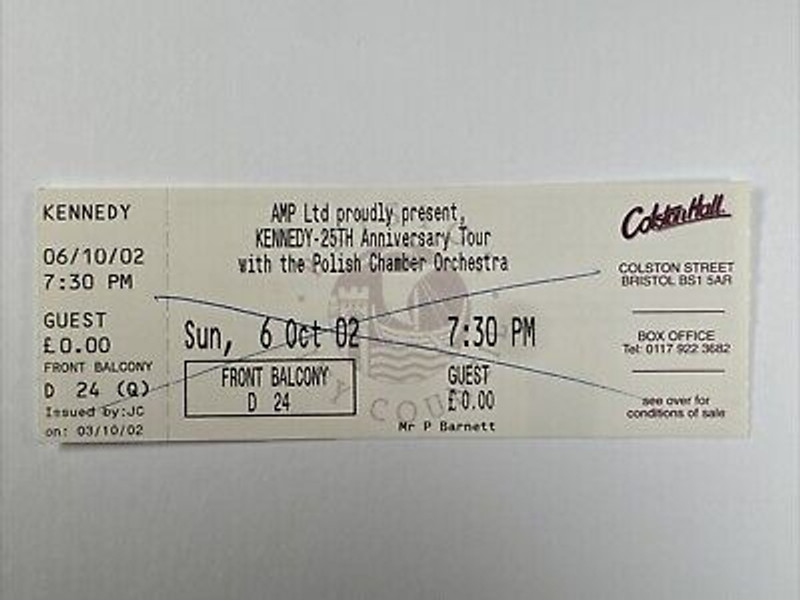 KENNEDY
06/10/02
7:30 PM
GUEST
£0.00
FRONT BALCONY
D 24 (Q)
Issued by:JC
on: 03/10/02
AMP Ltd proudly present,
KENNEDY-25TH Anniversary Tour
with the Polish Chamber Orchestra
Sun, 6 Oct 02 7:30 PM
FRONT BALCONY
D 24
GUEST
£0.00
Mr P Barnett
Y COU
Colston Hall
COLSTON STREET
BRISTOL BS1 5AR
BOX OFFICE
Tel: 0117 922 3682
see over for
conditions of sale